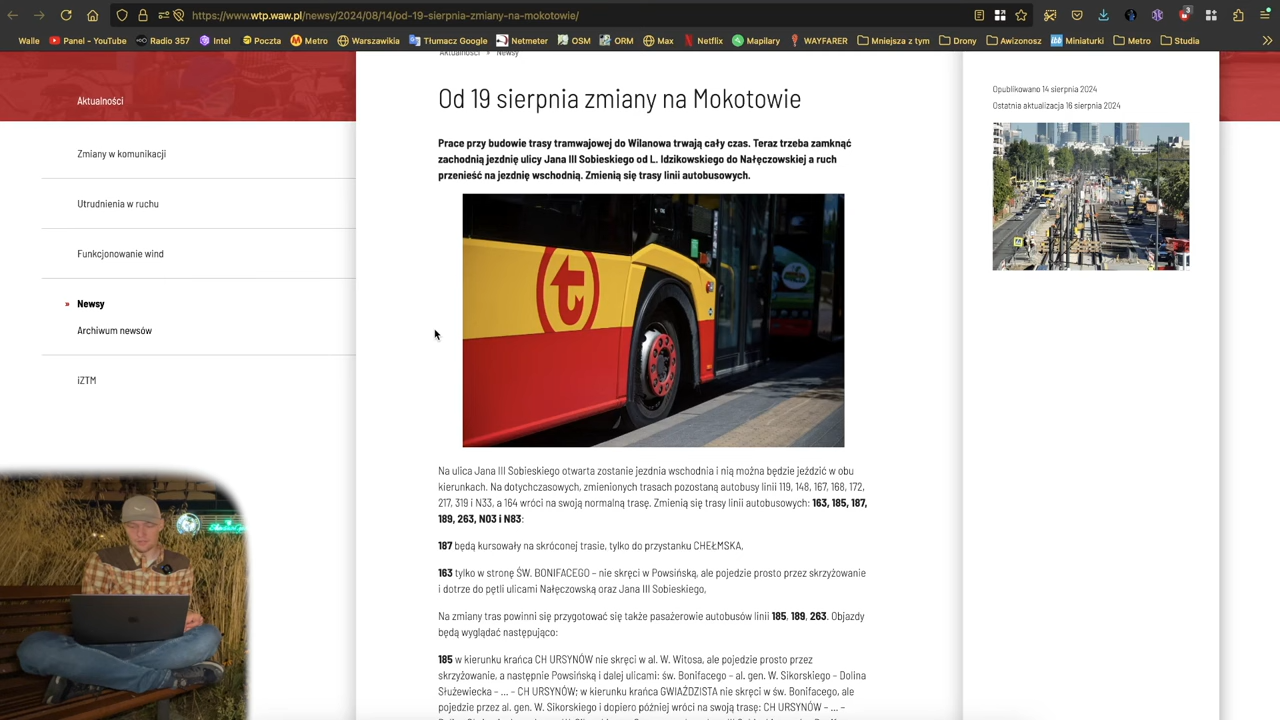 https://www.wtp.waw.pl/newsy/2024/08/14/od-19-sierpnia-zmiany-na-mokotowie/
3
Walle
Panel - YouTube
Radio 357
Intel
Poczta
Metro
Warszawikia
Tłumacz Google
Netmeter
OSM
ORM
Max
Netflix
Mapilary
WAYFARER
Mniejsza z tym
Drony
Awizonosz
Miniaturki
Metro
Studia
Aktualności » Newsy
Aktualności
Zmiany w komunikacji
Utrudnienia w ruchu
Funkcjonowanie wind
» Newsy
Archiwum newsów
iZTM
Od 19 sierpnia zmiany na Mokotowie
Prace przy budowie trasy tramwajowej do Wilanowa trwają cały czas. Teraz trzeba zamknąć
zachodnią jezdnię ulicy Jana III Sobieskiego od L. Idzikowskiego do Nałęczowskiej a ruch
przenieść na jezdnię wschodnią. Zmienią się trasy linii autobusowych.
Na ulica Jana III Sobieskiego otwarta zostanie jezdnia wschodnia i nią można będzie jeździć w obu
kierunkach. Na dotychczasowych, zmienionych trasach pozostaną autobusy linii 119, 148, 167, 168, 172,
217, 319 i N33, a 164 wróci na swoją normalną trasę. Zmienią się trasy linii autobusowych: 163, 185, 187,
189, 263, N03 i N83:
187 będą kursowały na skróconej trasie, tylko do przystanku CHEŁMSKA,
163 tylko w stronę ŚW. BONIFACEGO – nie skręci w Powsińską, ale pojedzie prosto przez skrzyżowanie
i dotrze do pętli ulicami Nałęczowską oraz Jana III Sobieskiego,
Na zmiany tras powinni się przygotować się także pasażerowie autobusów linii 185, 189, 263. Objazdy
będą wyglądać następująco:
185 w kierunku krańca CH URSYNÓW nie skręci w al. W. Witosa, ale pojedzie prosto przez
skrzyżowanie, a następnie Powsińską i dalej ulicami: św. Bonifacego – al. gen. W. Sikorskiego – Dolina
Służewiecka – ... – CH URSYNÓW; w kierunku krańca GWIAŹDZISTA nie skręci w św. Bonifacego, ale
pojedzie przez al. gen. W. Sikorskiego i dopiero później wróci na swoją trasę: CH URSYNÓW – ... –
Opublikowano 14 sierpnia 2024
Ostatnia aktualizacja 16 sierpnia 2024